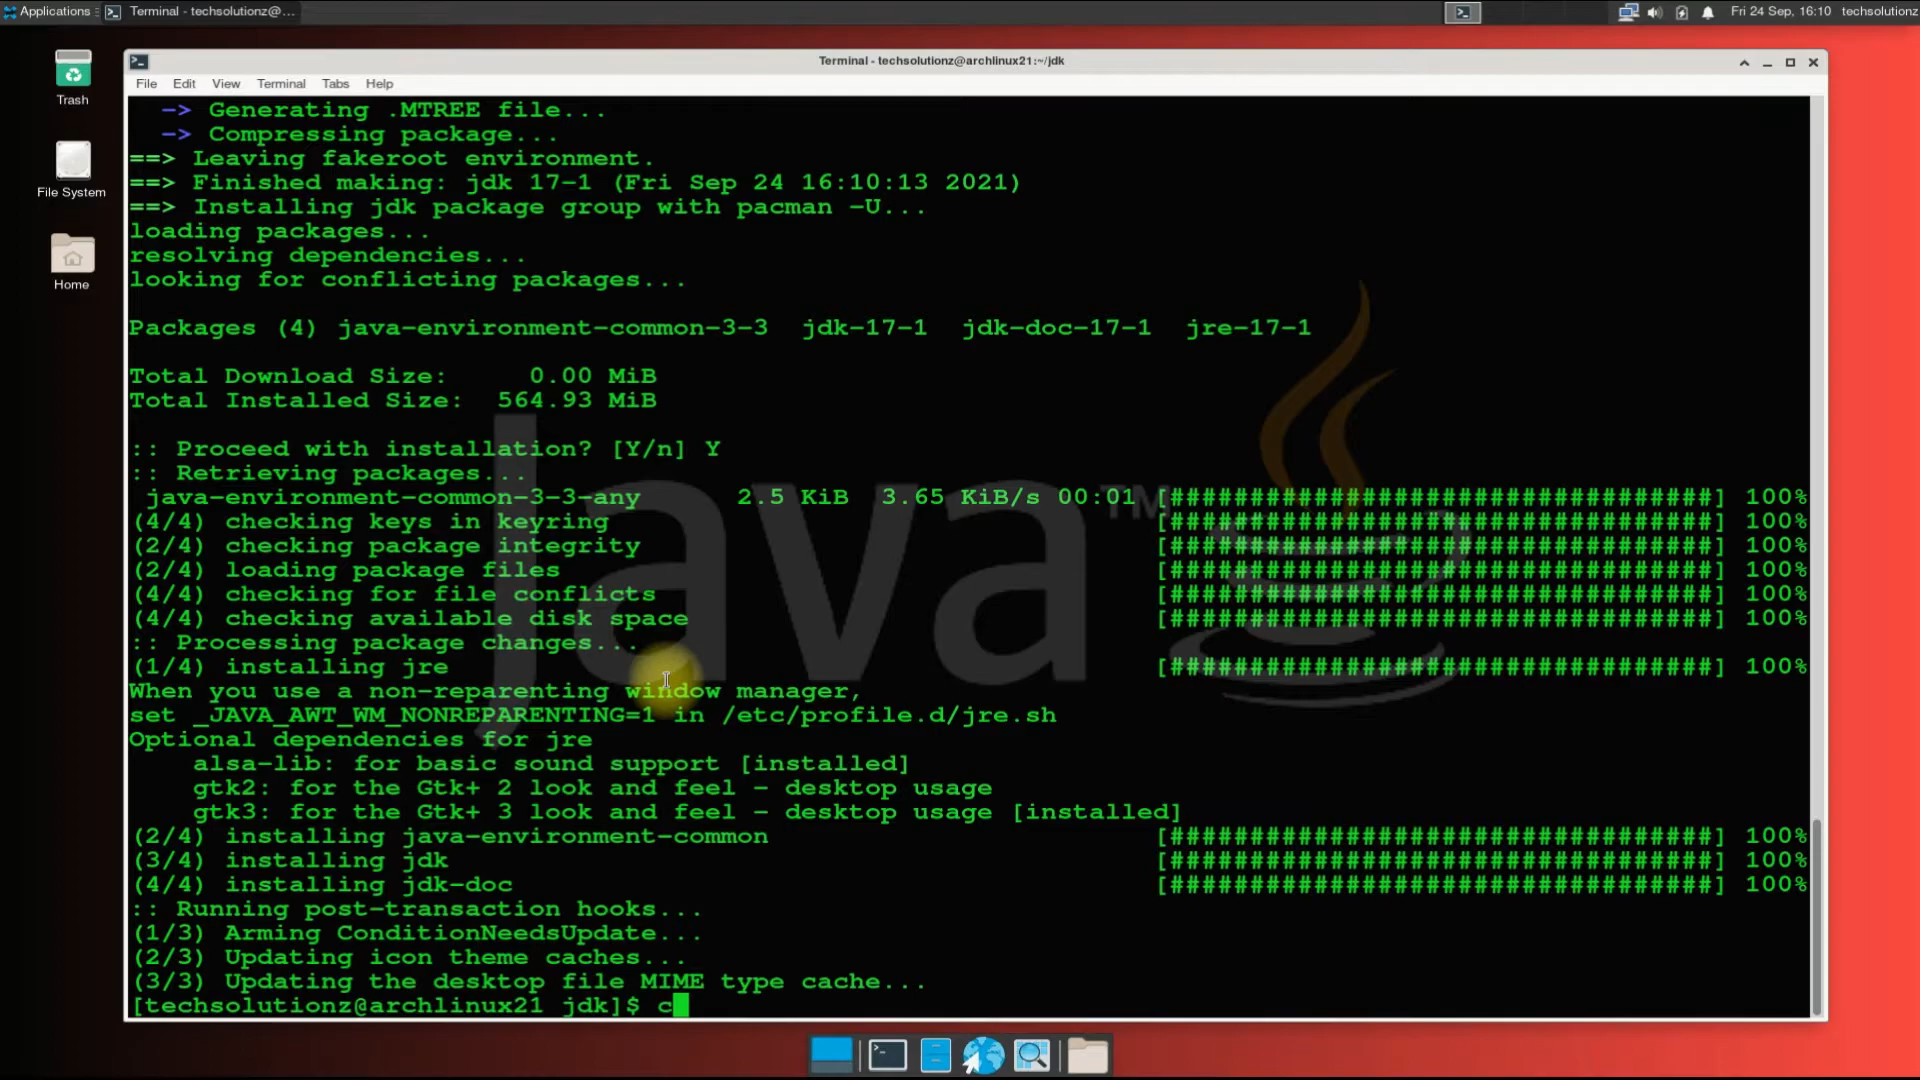 Applications
Terminal - techsolutionz@...
Fri 24 Sep, 16:10
techsolutionz
Trash
File System
Home
Terminal - techsolutionz@archlinux21:~/jdk
File Edit View Terminal Tabs Help
-> Generating .MTREE file...
-> Compressing package...
==> Leaving fakeroot environment.
==> Finished making: jdk 17-1 (Fri Sep 24 16:10:13 2021)
==> Installing jdk package group with pacman -U...
loading packages...
resolving dependencies...
looking for conflicting packages...
Packages (4) java-environment-common-3-3 jdk-17-1 jdk-doc-17-1 jre-17-1
Total Download Size: 0.00 MiB
Total Installed Size: 564.93 MiB
:: Proceed with installation? [Y/n] Y
:: Retrieving packages...
java-environment-common-3-3-any 2.5 KiB 3.65 KiB/s 00:01 [##################################] 100%
(4/4) checking keys in keyring [##################################] 100%
(2/4) checking package integrity [##################################] 100%
(2/4) loading package files [##################################] 100%
(4/4) checking for file conflicts [##################################] 100%
(4/4) checking available disk space [##################################] 100%
:: Processing package changes...
(1/4) installing jre [##################################] 100%
When you use a non-reparenting window manager,
set _JAVA_AWT_WM_NONREPARENTING=1 in /etc/profile.d/jre.sh
Optional dependencies for jre
alsa-lib: for basic sound support [installed]
gtk2: for the Gtk+ 2 look and feel - desktop usage
gtk3: for the Gtk+ 3 look and feel - desktop usage [installed]
(2/4) installing java-environment-common [##################################] 100%
(3/4) installing jdk [##################################] 100%
(4/4) installing jdk-doc [##################################] 100%
:: Running post-transaction hooks...
(1/3) Arming ConditionNeedsUpdate...
(2/3) Updating icon theme caches...
(3/3) Updating the desktop file MIME type cache...
[techsolutionz@archlinux21 jdk]$ c
Java™